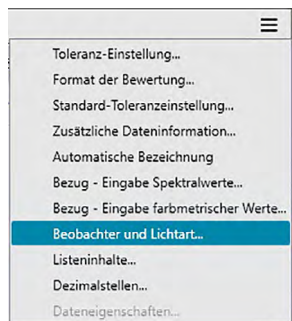 Toleranz-Einstellung...
Format der Bewertung...
Standard-Toleranzeinstellung...
Zusätzliche Dateninformation...
Automatische Bezeichnung
Bezug - Eingabe Spektralwerte...
Bezug - Eingabe farbmetrischer Werte...
Beobachter und Lichtart...
Listeninhalte...
Dezimalstellen...
Dateneigenschaften...